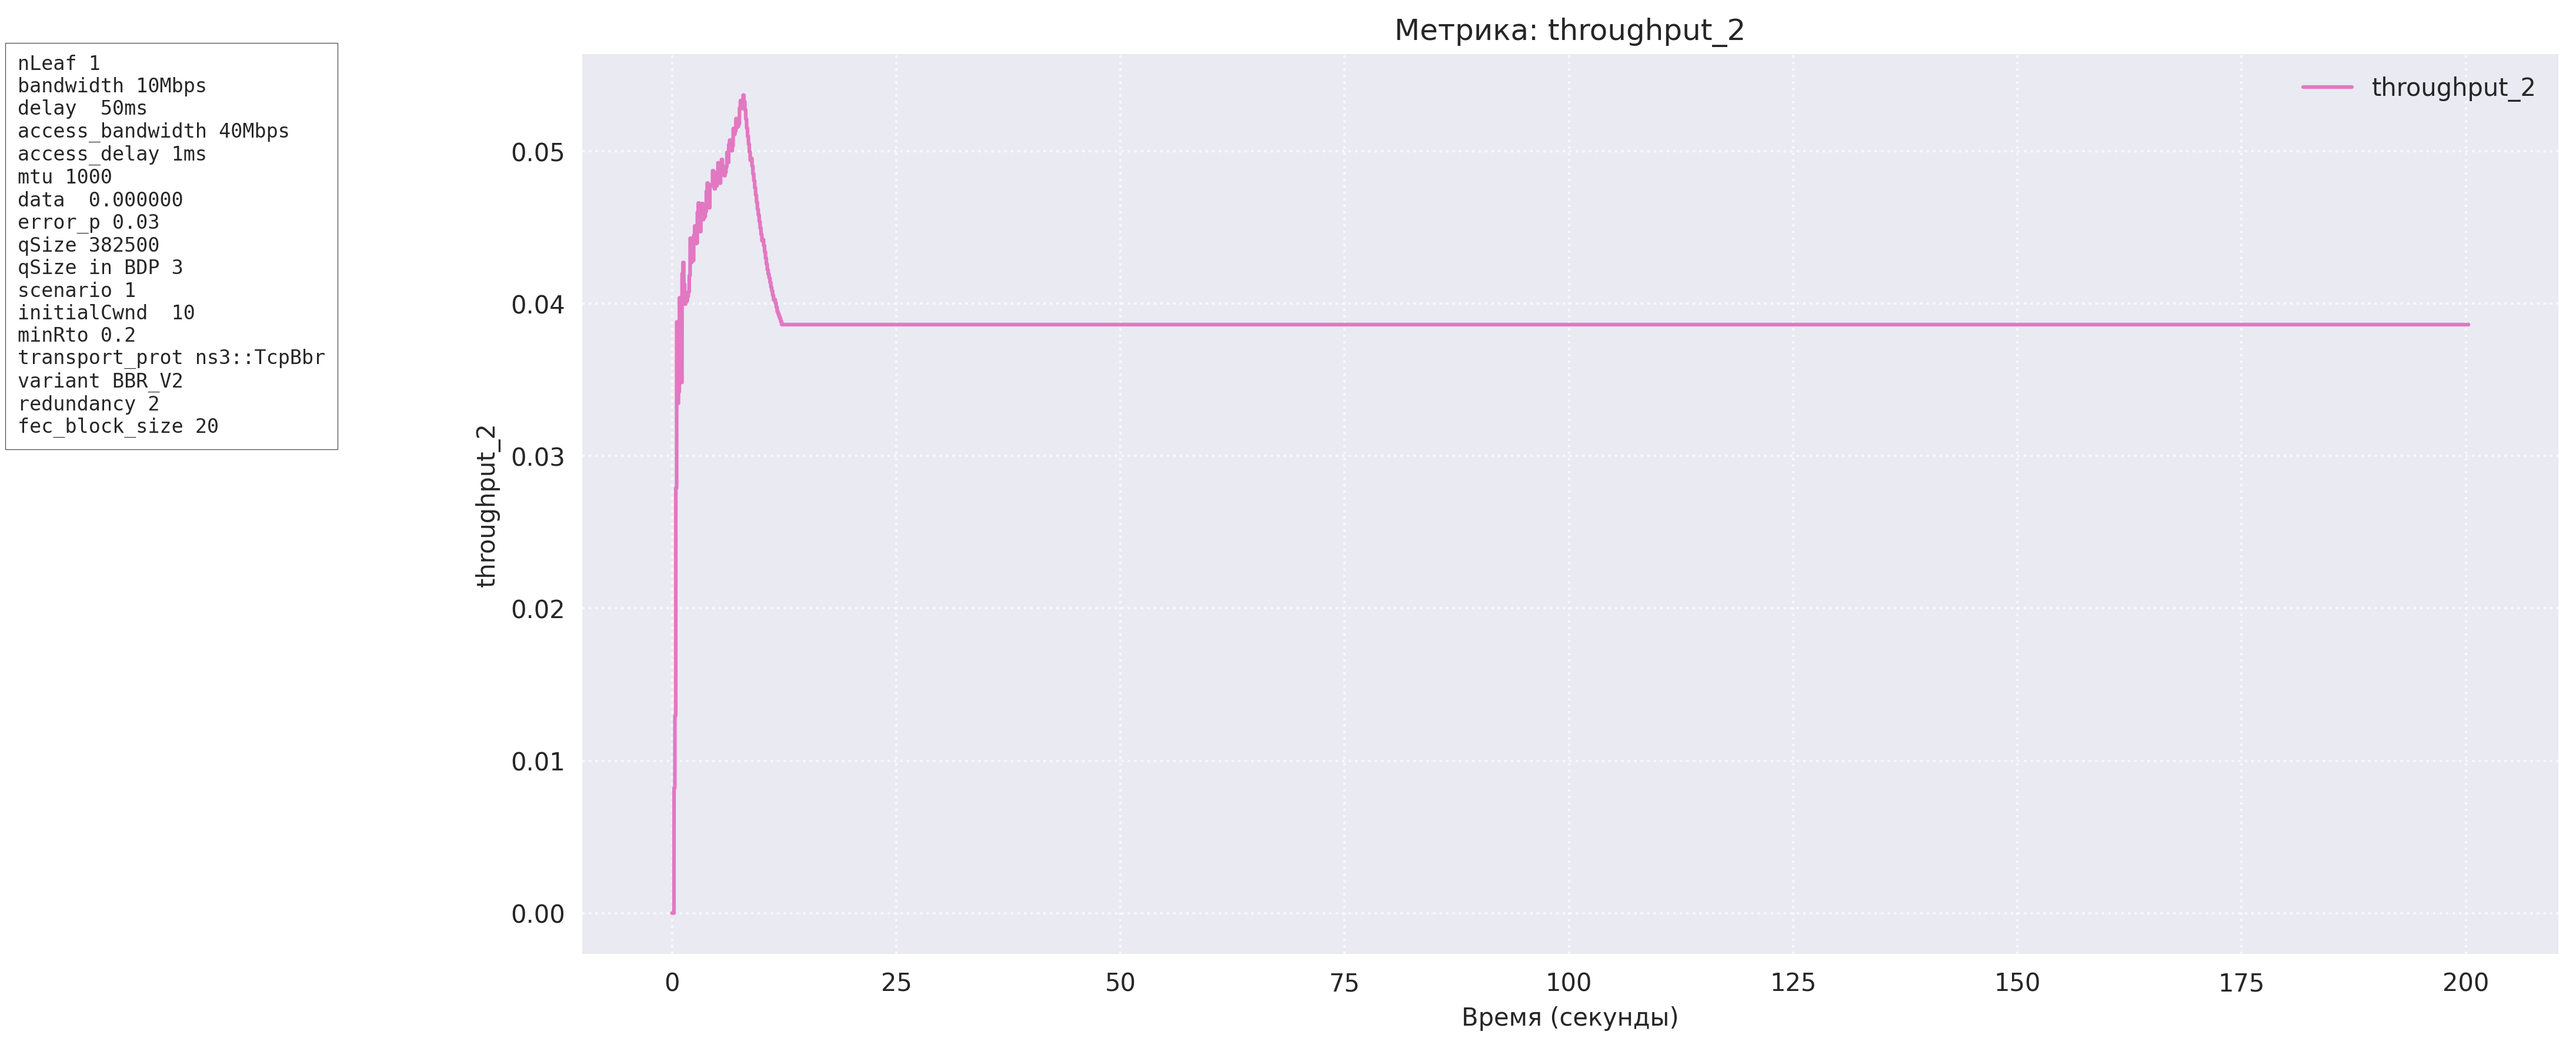 Метрика: throughput_2
nLeaf 1
bandwidth 10Mbps
delay  50ms
access_bandwidth 40Mbps
access_delay 1ms
mtu 1000
data  0.000000
error_p 0.03
qSize 382500
qSize in BDP 3
scenario 1
initialCwnd  10
minRto 0.2
transport_prot ns3::TcpBbr
variant BBR_V2
redundancy 2
fec_block_size 20
throughput_2
throughput_2
0.05
0.04
0.03
0.02
0.01
0.00
0 25 50 75 100 125 150 175 200
Время (секунды)